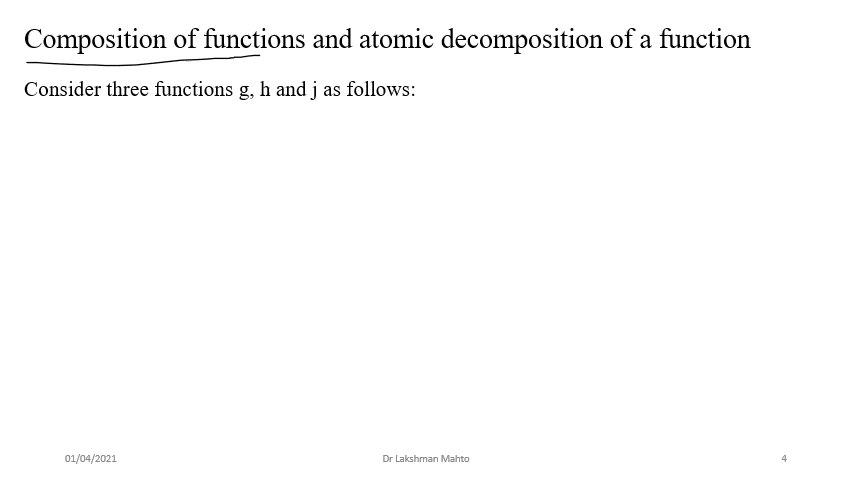 Composition of functions and atomic decomposition of a function
Consider three functions g, h and j as follows:
01/04/2021
Dr Lakshman Mahto
4